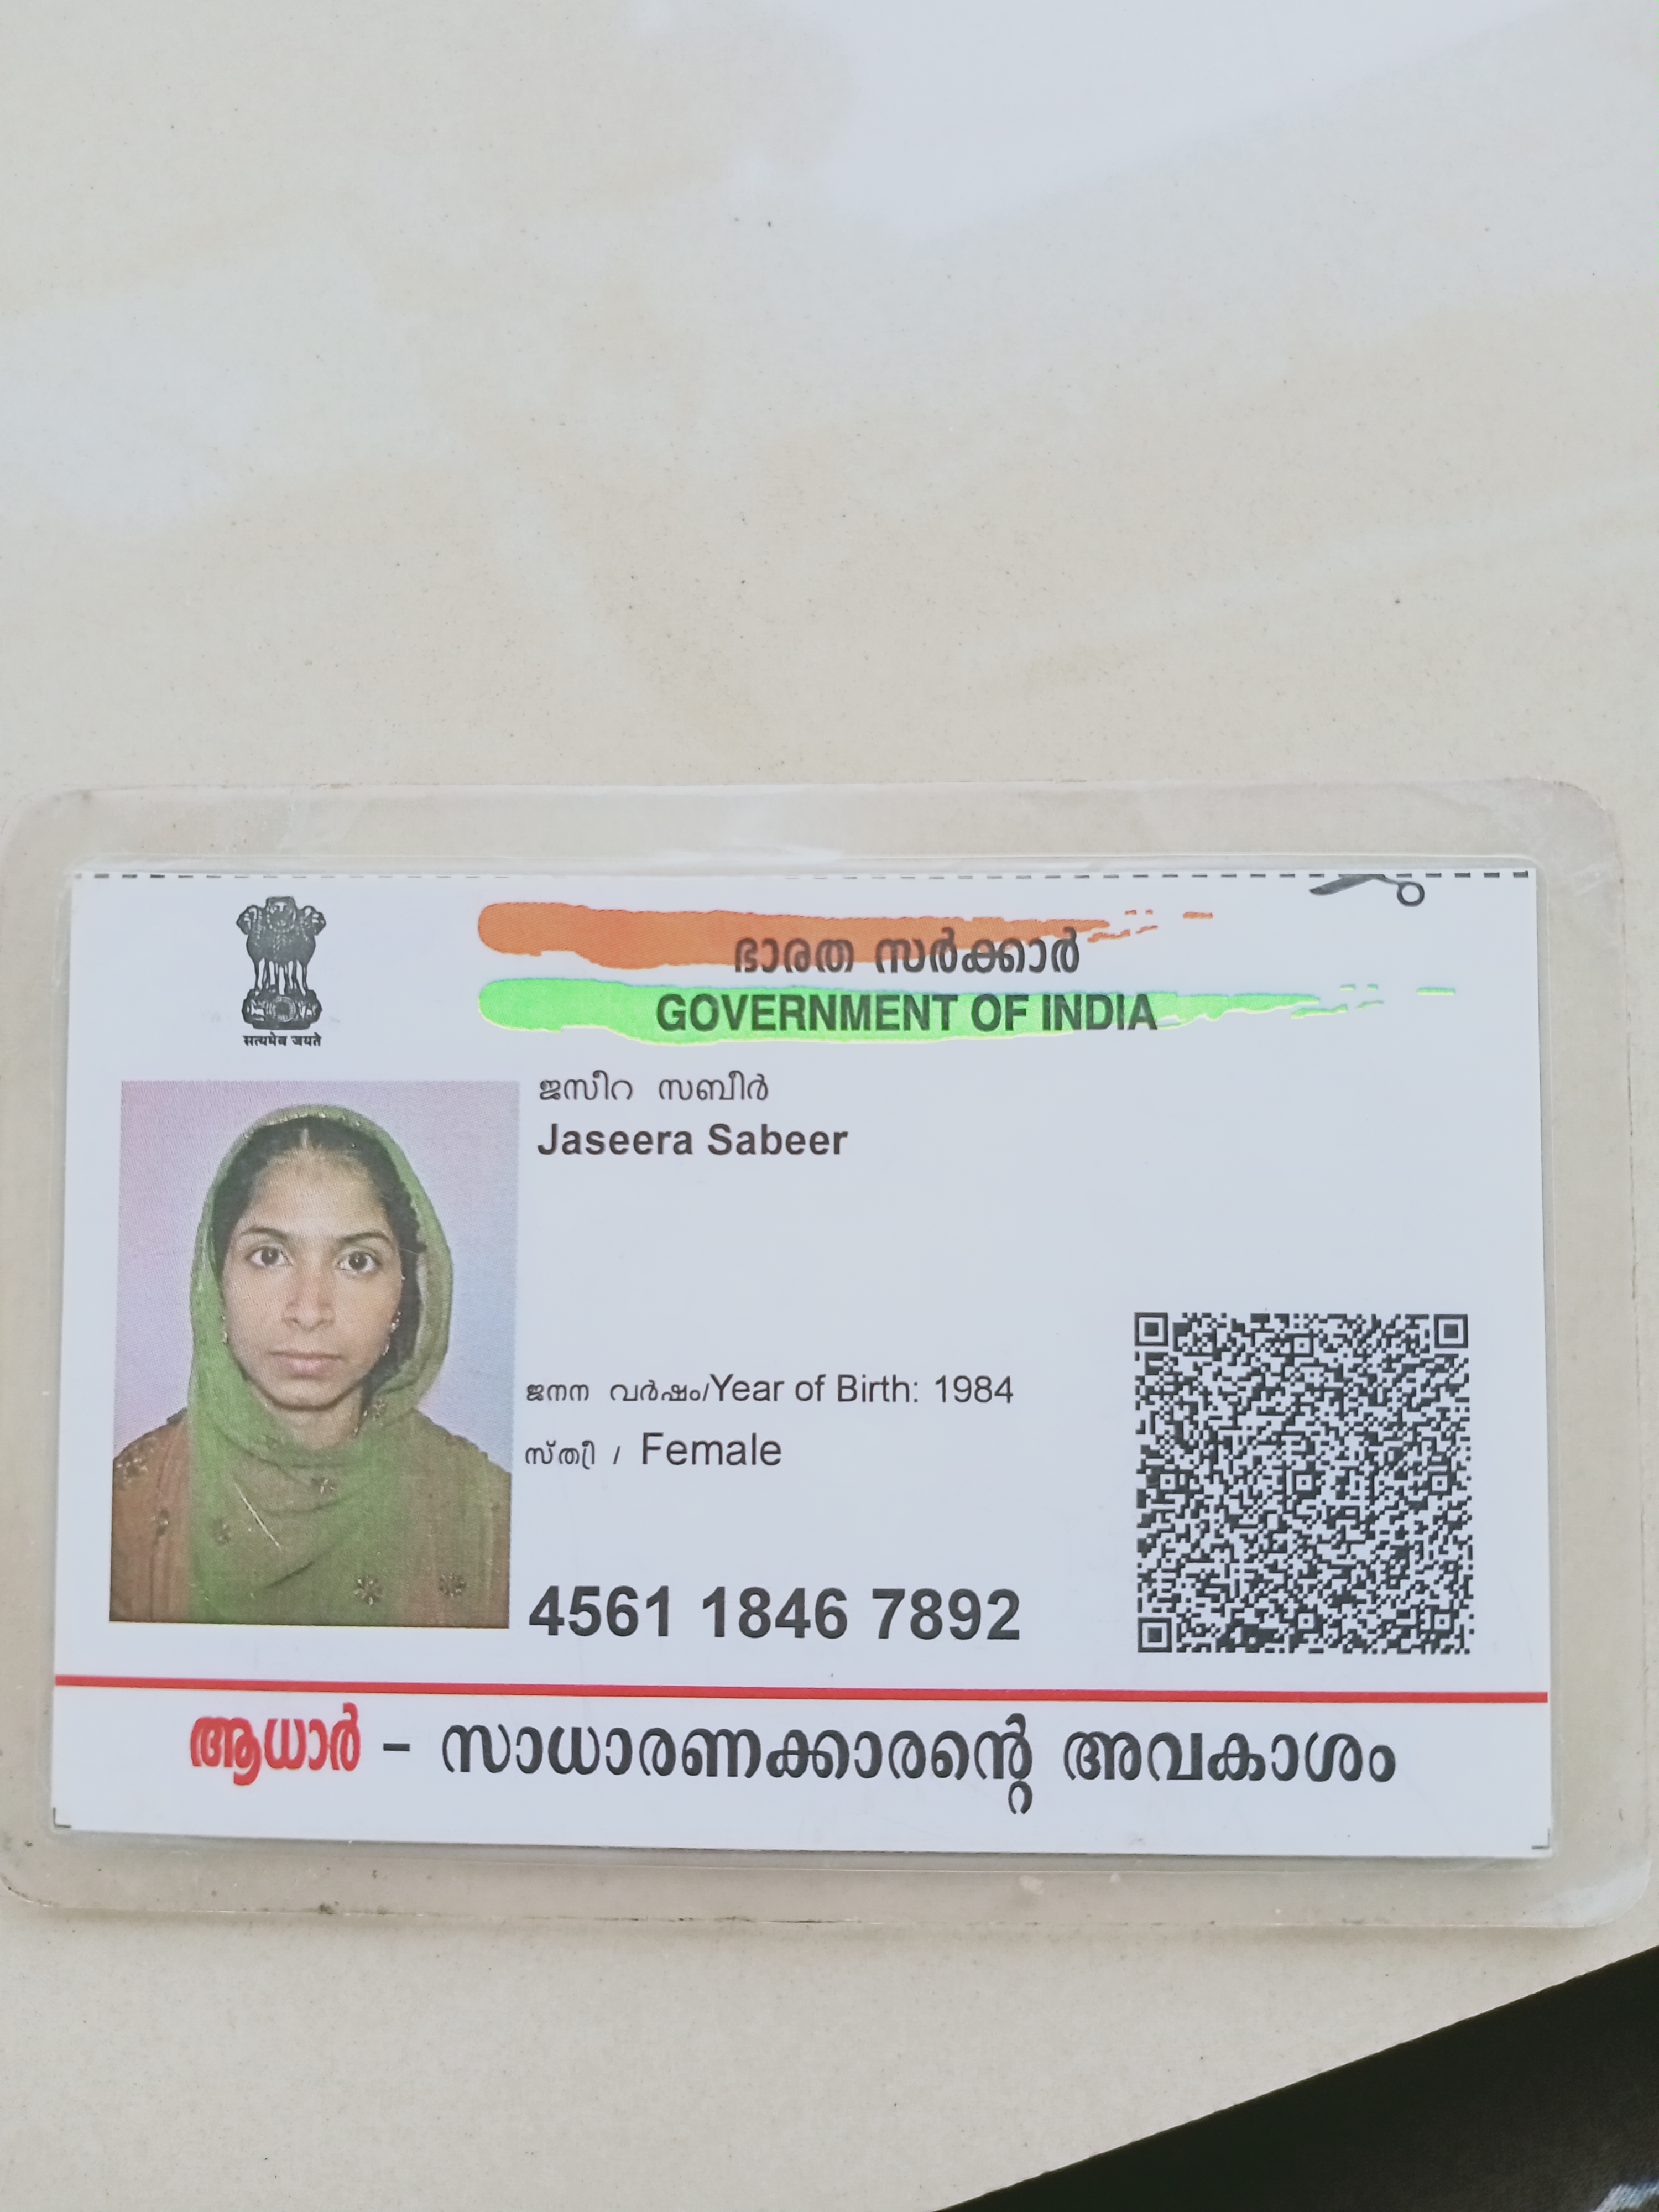 ഭാരത സർക്കാർ
GOVERNMENT OF INDIA
सत्यमेव जयते
ജസീറ സബീർ
Jaseera Sabeer
ജനന വർഷം/Year of Birth: 1984
സ്ത്രീ / Female
4561 1846 7892
ആധാർ - സാധാരണക്കാരന്റെ അവകാശം